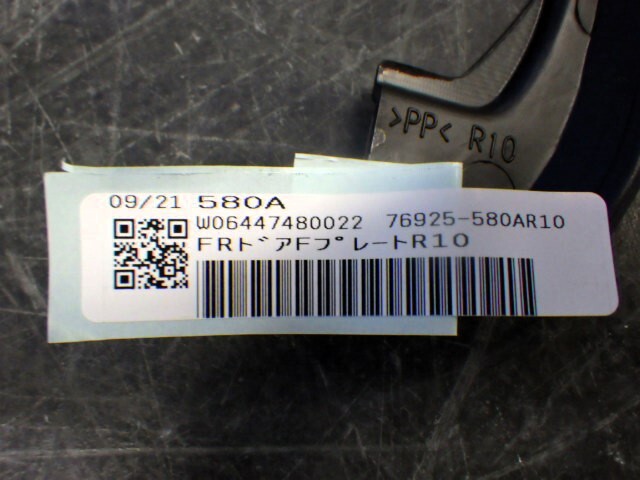 >PP< R10
09/21 580A
W06447480022 76925-580AR10
FRﾄﾞｱFﾌﾟﾚｰﾄR10